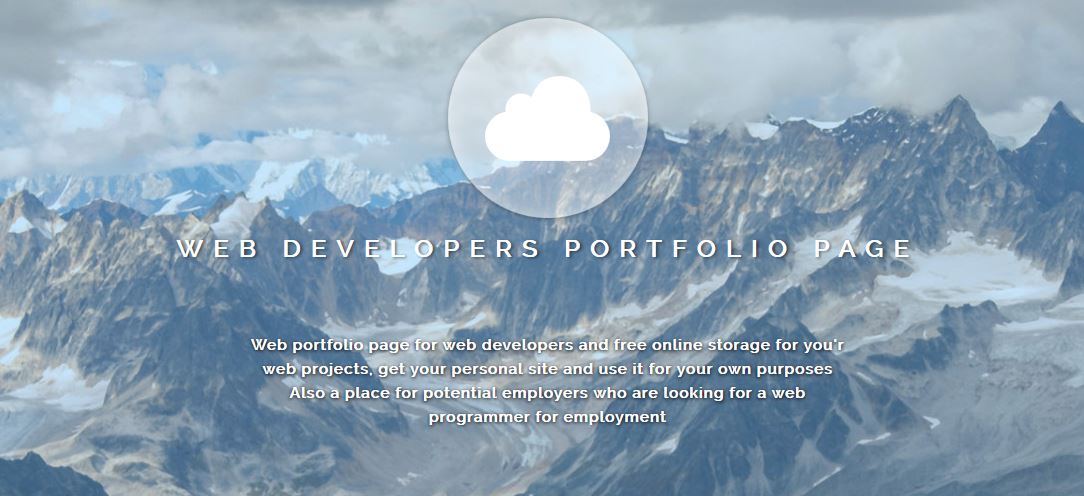 WEB DEVELOPERS PORTFOLIO PAGE
Web portfolio page for web developers and free online storage for you'r
web projects, get your personal site and use it for your own purposes
Also a place for potential employers who are looking for a web
programmer for employment